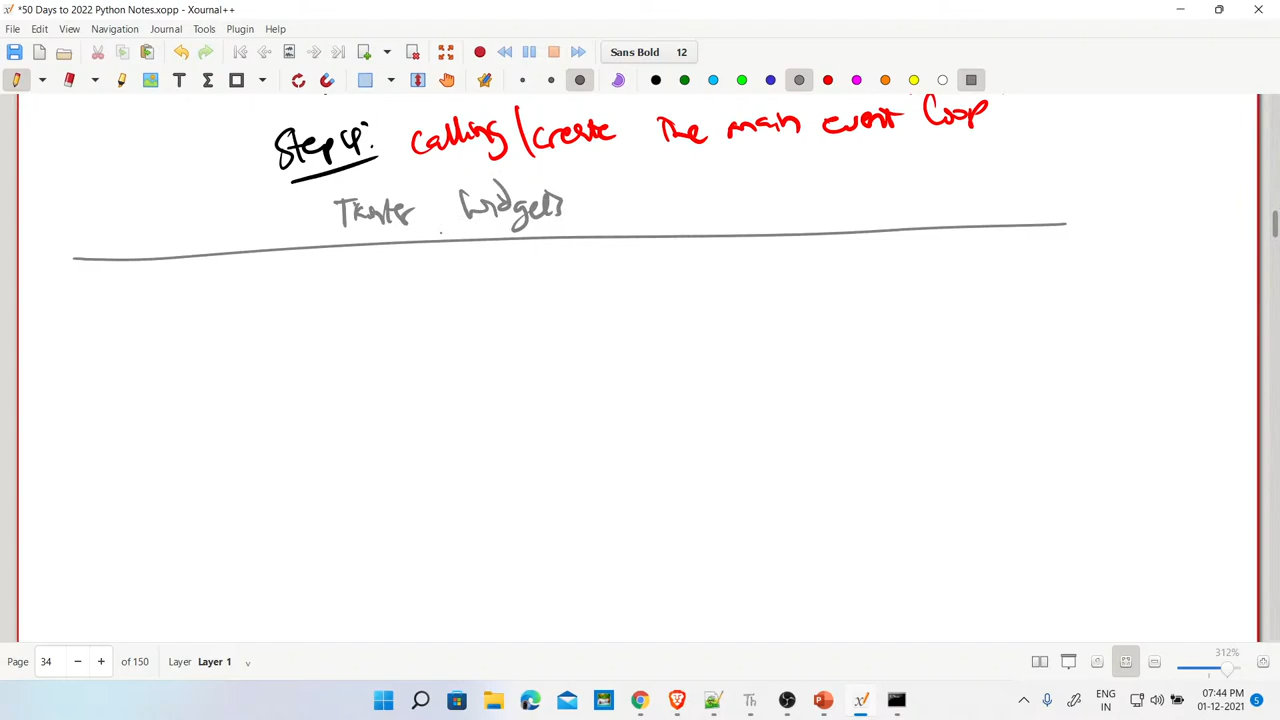 *50 Days to 2022 Python Notes.xopp - Xournal++
File Edit View Navigation Journal Tools Plugin Help
Sans Bold 12
Step 4: calling/create The main event loop
Tkinter Widgets
Page 34 of 150 Layer Layer 1 312%
ENG 07:44 PM
IN 01-12-2021 5